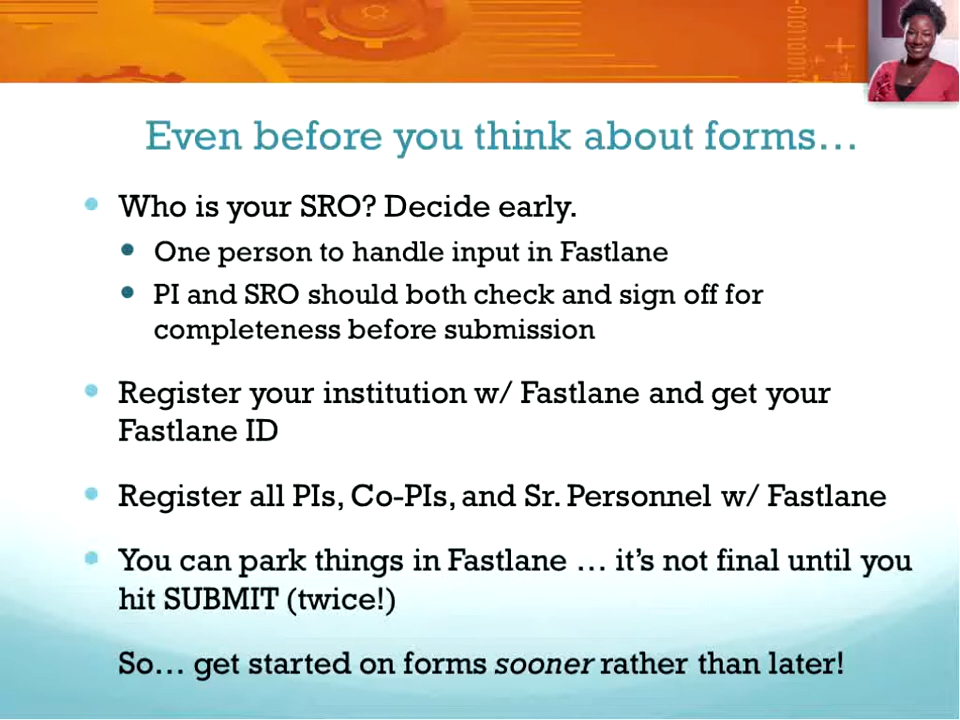 Even before you think about forms…
Who is your SRO? Decide early.
One person to handle input in Fastlane
PI and SRO should both check and sign off for
completeness before submission
Register your institution w/ Fastlane and get your
Fastlane ID
Register all PIs, Co-PIs, and Sr. Personnel w/ Fastlane
You can park things in Fastlane … it's not final until you
hit SUBMIT (twice!)
So… get started on forms sooner rather than later!